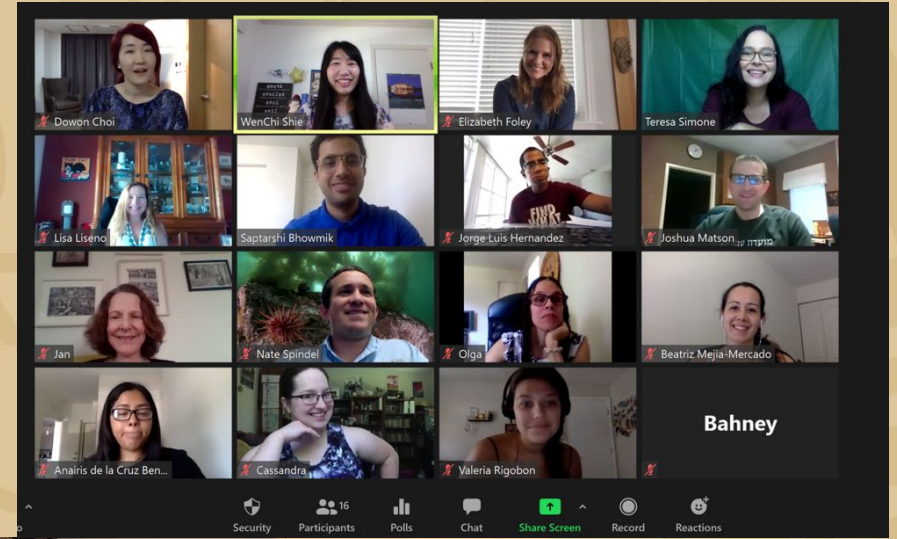 Dowon Choi
WenChi Shie
Elizabeth Foley
Teresa Simone
Lisa Liseno
Saptarshi Bhowmik
Jorge Luis Hernandez
Joshua Matson
מועדון
Jan
Nate Spindel
Olga
Beatriz Mejia-Mercado
Anairis de la Cruz Ben...
Cassandra
Valeria Rigobon
Bahney
16
Security
Participants
Polls
Chat
Share Screen
Record
Reactions